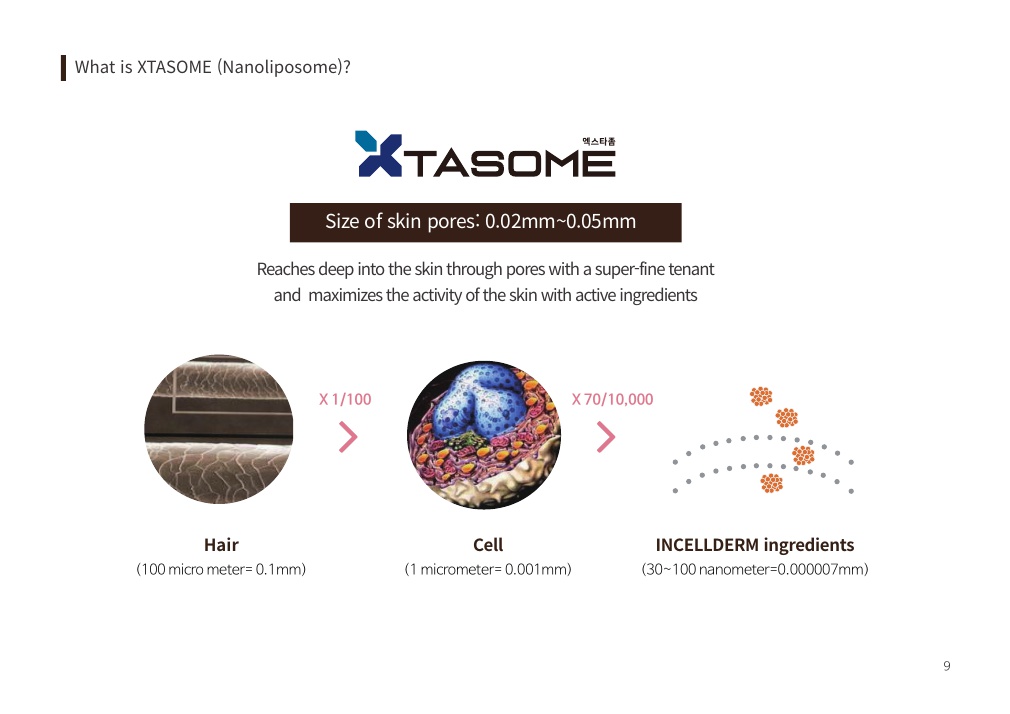 What is XTASOME (Nanoliposome)?
엑스타좀
XTASOME
Size of skin pores: 0.02mm~0.05mm
Reaches deep into the skin through pores with a super-fine tenant
and maximizes the activity of the skin with active ingredients
X 1/100
X 70/10,000
Hair
(100 micro meter= 0.1mm)
Cell
(1 micrometer= 0.001mm)
INCELLDERM ingredients
(30~100 nanometer=0.000007mm)
9